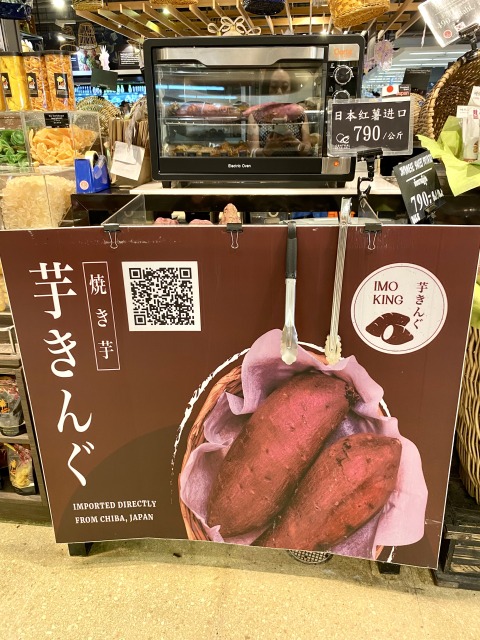 Electric Oven
日本红薯进口
790/公斤
790
焼き芋
芋きんぐ
IMO
KING
芋きんぐ
IMPORTED DIRECTLY
FROM CHIBA, JAPAN